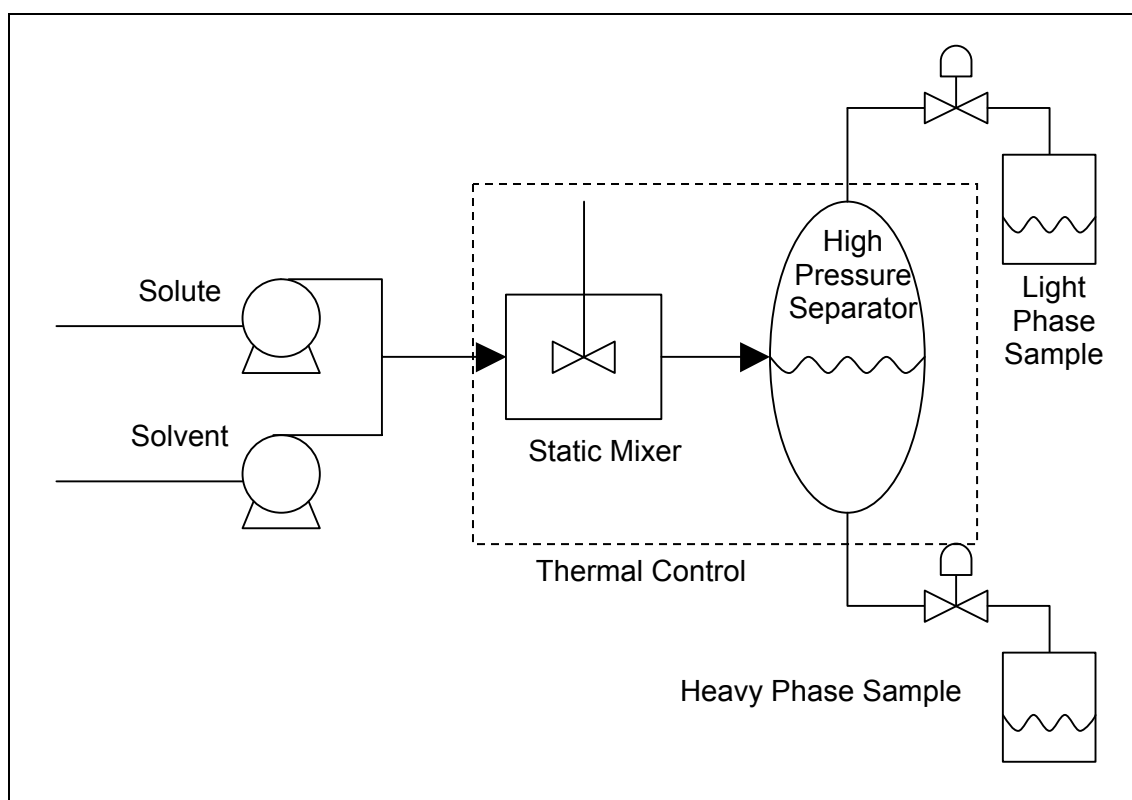 Solute
Solvent
Static Mixer
Thermal Control
High
Pressure
Separator
Light
Phase
Sample
Heavy Phase Sample